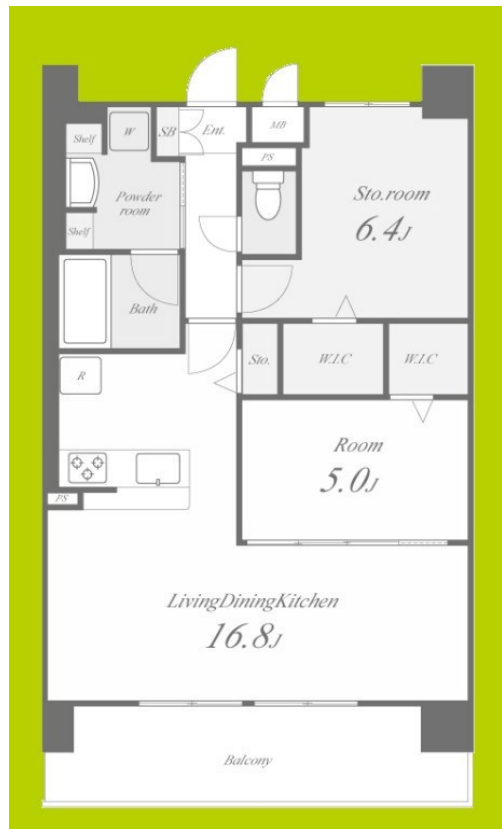 Shelf
W
SB
Ent.
MB
PS
Powder
room
Sto.room
6.4J
Shelf
Bath
R
Sto.
W.I.C
W.I.C
Room
5.0J
PS
LivingDiningKitchen
16.8J
Balcony